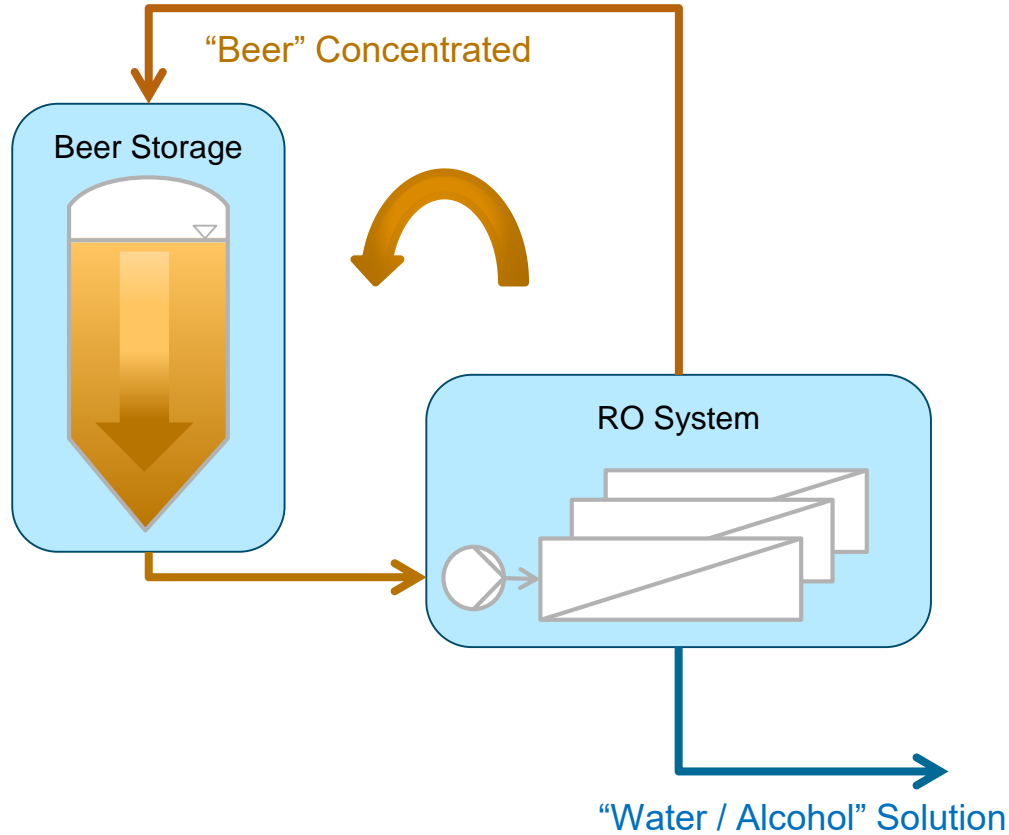 “Beer” Concentrated
Beer Storage
RO System
“Water / Alcohol” Solution